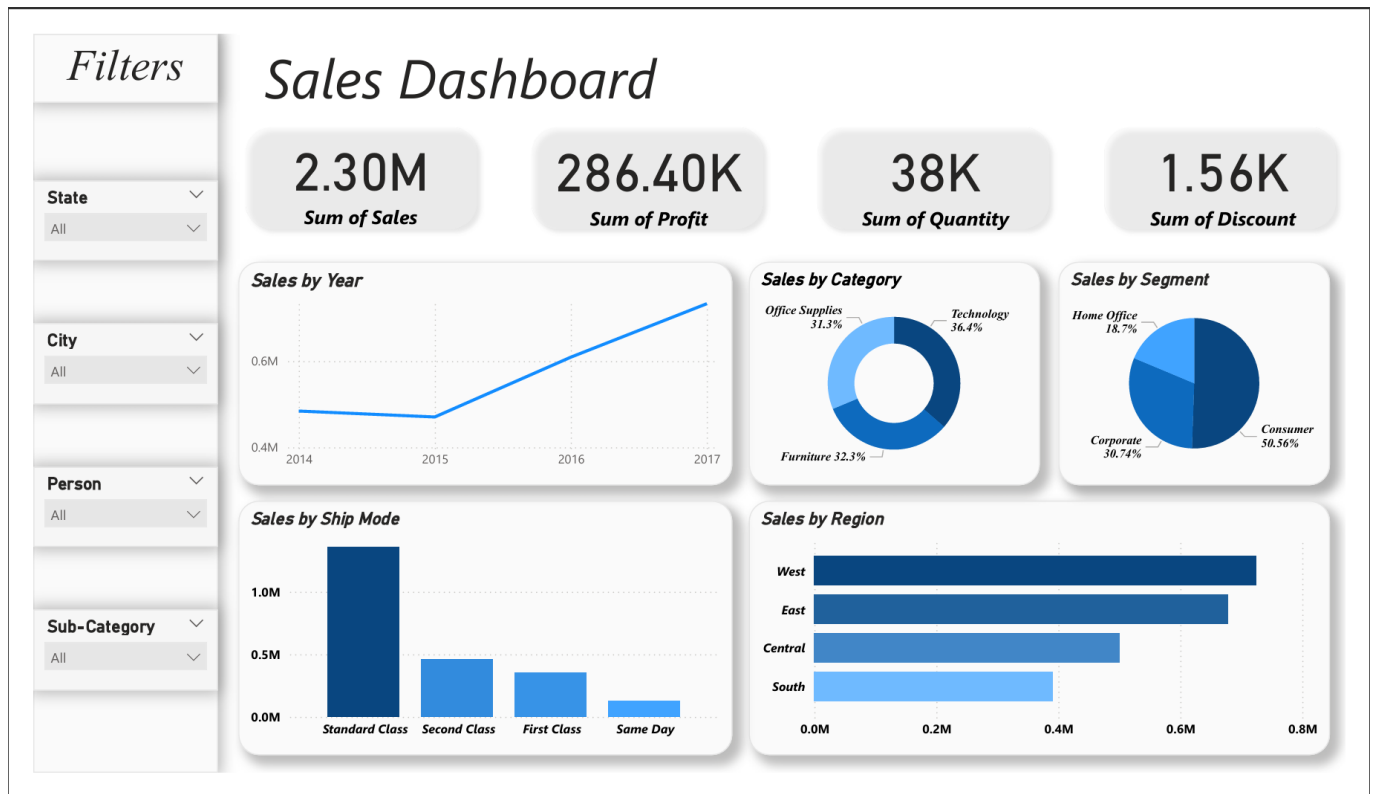 Filters
State
All
City
All
Person
All
Sub-Category
All
Sales Dashboard
2.30M
Sum of Sales
286.40K
Sum of Profit
38K
Sum of Quantity
1.56K
Sum of Discount
Sales by Year
0.6M
0.4M
2014 2015 2016 2017
Sales by Category
Office Supplies
31.3%
Technology
36.4%
Furniture 32.3%
Sales by Segment
Home Office
18.7%
Consumer
50.56%
Corporate
30.74%
Sales by Ship Mode
1.0M
0.5M
0.0M
Standard Class Second Class First Class Same Day
Sales by Region
West
East
Central
South
0.0M 0.2M 0.4M 0.6M 0.8M